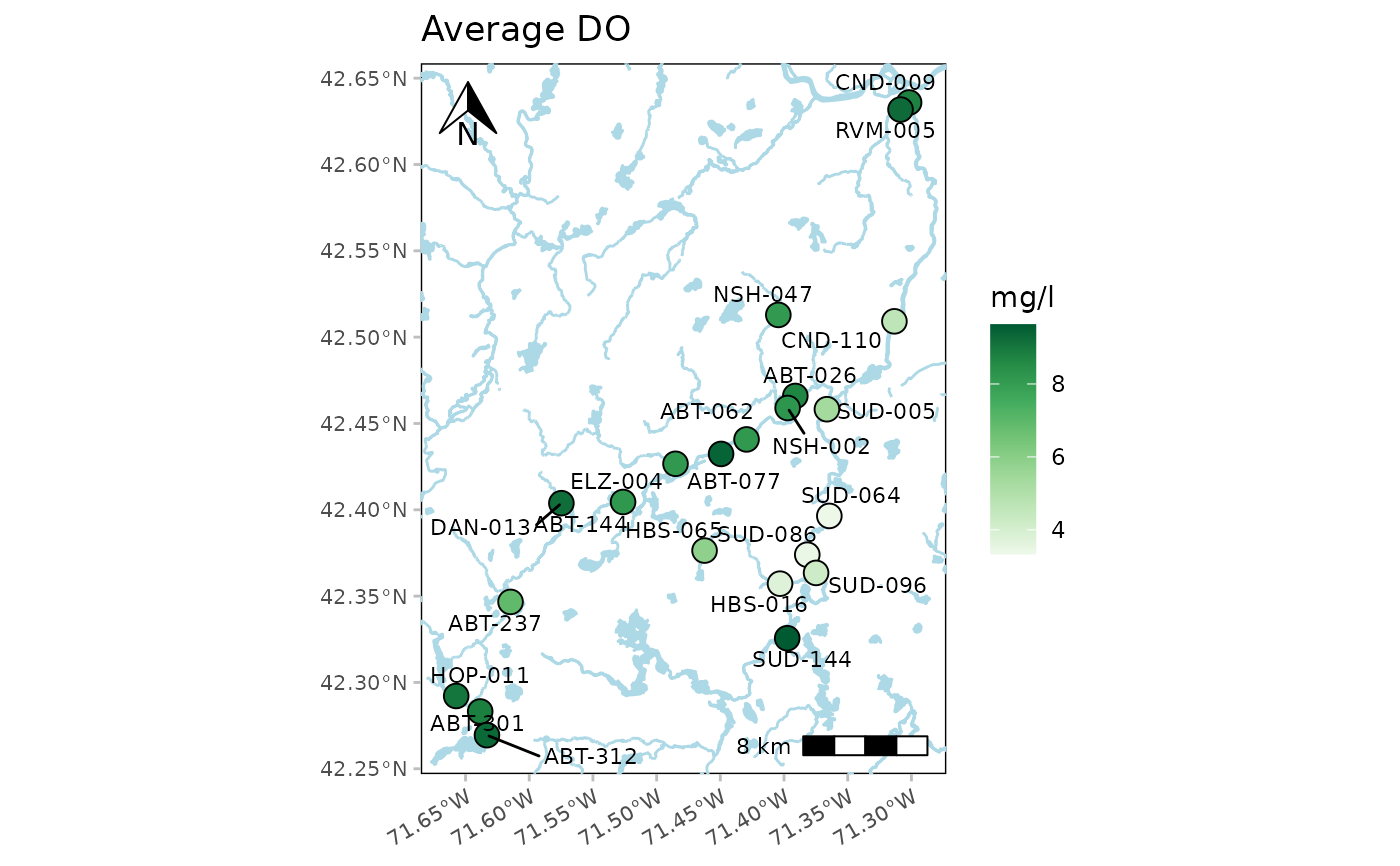 Average DO
42.65°N
42.60°N
42.55°N
42.50°N
42.45°N
42.40°N
42.35°N
42.30°N
42.25°N
N
CND-009
RVM-005
NSH-047
CND-110
ABT-026
ABT-062
SUD-005
NSH-002
ELZ-004
ABT-077
SUD-064
DAN-013
ABT-144
HBS-065
SUD-086
SUD-096
HBS-016
ABT-237
SUD-144
HOP-011
ABT-301
ABT-312
8 km
71.65°W
71.60°W
71.55°W
71.50°W
71.45°W
71.40°W
71.35°W
71.30°W
mg/l
8
6
4